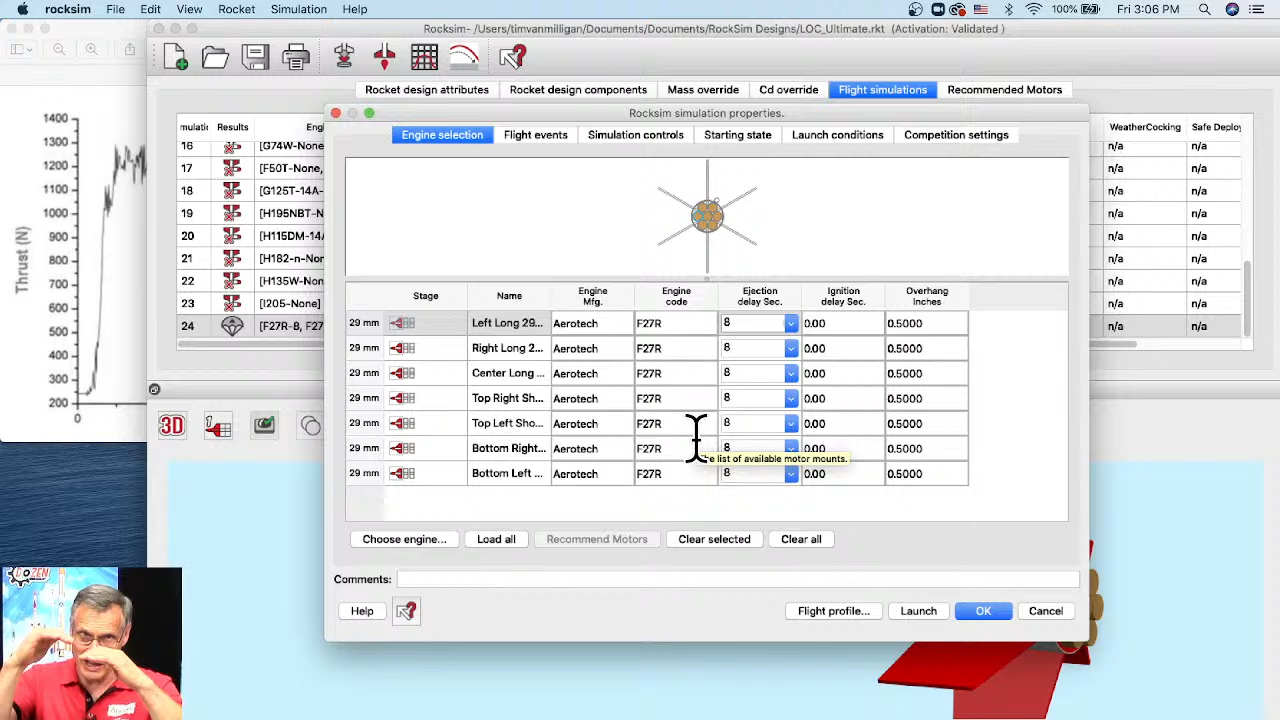 rocksim File Edit Rocket Simulation Help 100% Fri 3:06 PM
Rocksim- /Users/timvanmilligan/Documents/Documents/RockSim Designs/LOC_Ultimate.rkt (Activation: Validated )
Rocket design attributes Rocket design components Mass override Cd override Flight simulations Recommended Motors
Rocksim simulation properties.
Engine selection Flight events Simulation controls Starting state Launch conditions Competition settings
mulatic Results Eng WeatherCocking Safe Deploy
16 [G74W-None, n/a n/a
17 [F50T-None, n/a n/a
18 [G125T-14A- n/a n/a
19 [H195NBT-N n/a n/a
20 [H115DM-14A n/a n/a
21 [H182-n-None n/a n/a
22 [H135W-None n/a n/a
23 [I205-None] n/a n/a
24 [F27R-8, F27 n/a n/a
Thrust (N)
1400
1300
1200
1100
1000
900
800
700
600
500
400
300
200
0
Stage Name Engine Mfg. Engine code Ejection delay Sec. Ignition delay Sec. Overhang Inches
29 mm Left Long 29... Aerotech F27R 8 0.00 0.5000
29 mm Right Long 2... Aerotech F27R 8 0.00 0.5000
29 mm Center Long ... Aerotech F27R 8 0.00 0.5000
29 mm Top Right Sh... Aerotech F27R 8 0.00 0.5000
29 mm Top Left Sho... Aerotech F27R 8 0.00 0.5000
29 mm Bottom Right... Aerotech F27R 8 0.00 0.5000
he list of available motor mounts.
29 mm Bottom Left ... Aerotech F27R 8 0.00 0.5000
Choose engine... Load all Recommend Motors Clear selected Clear all
Comments:
Help ? Flight profile... Launch OK Cancel
3D